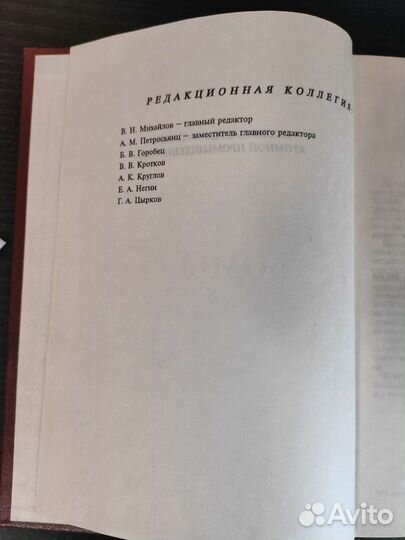 РЕДАКЦИОННАЯ КОЛЛЕГИЯ:
В. Н. Михайлов — главный редактор
А. М. Петросьянц — заместитель главного редактора
Б. В. Горобец
В. В. Кротков
А. К. Круглов
Е. А. Негин
Г. А. Цырков
Avito